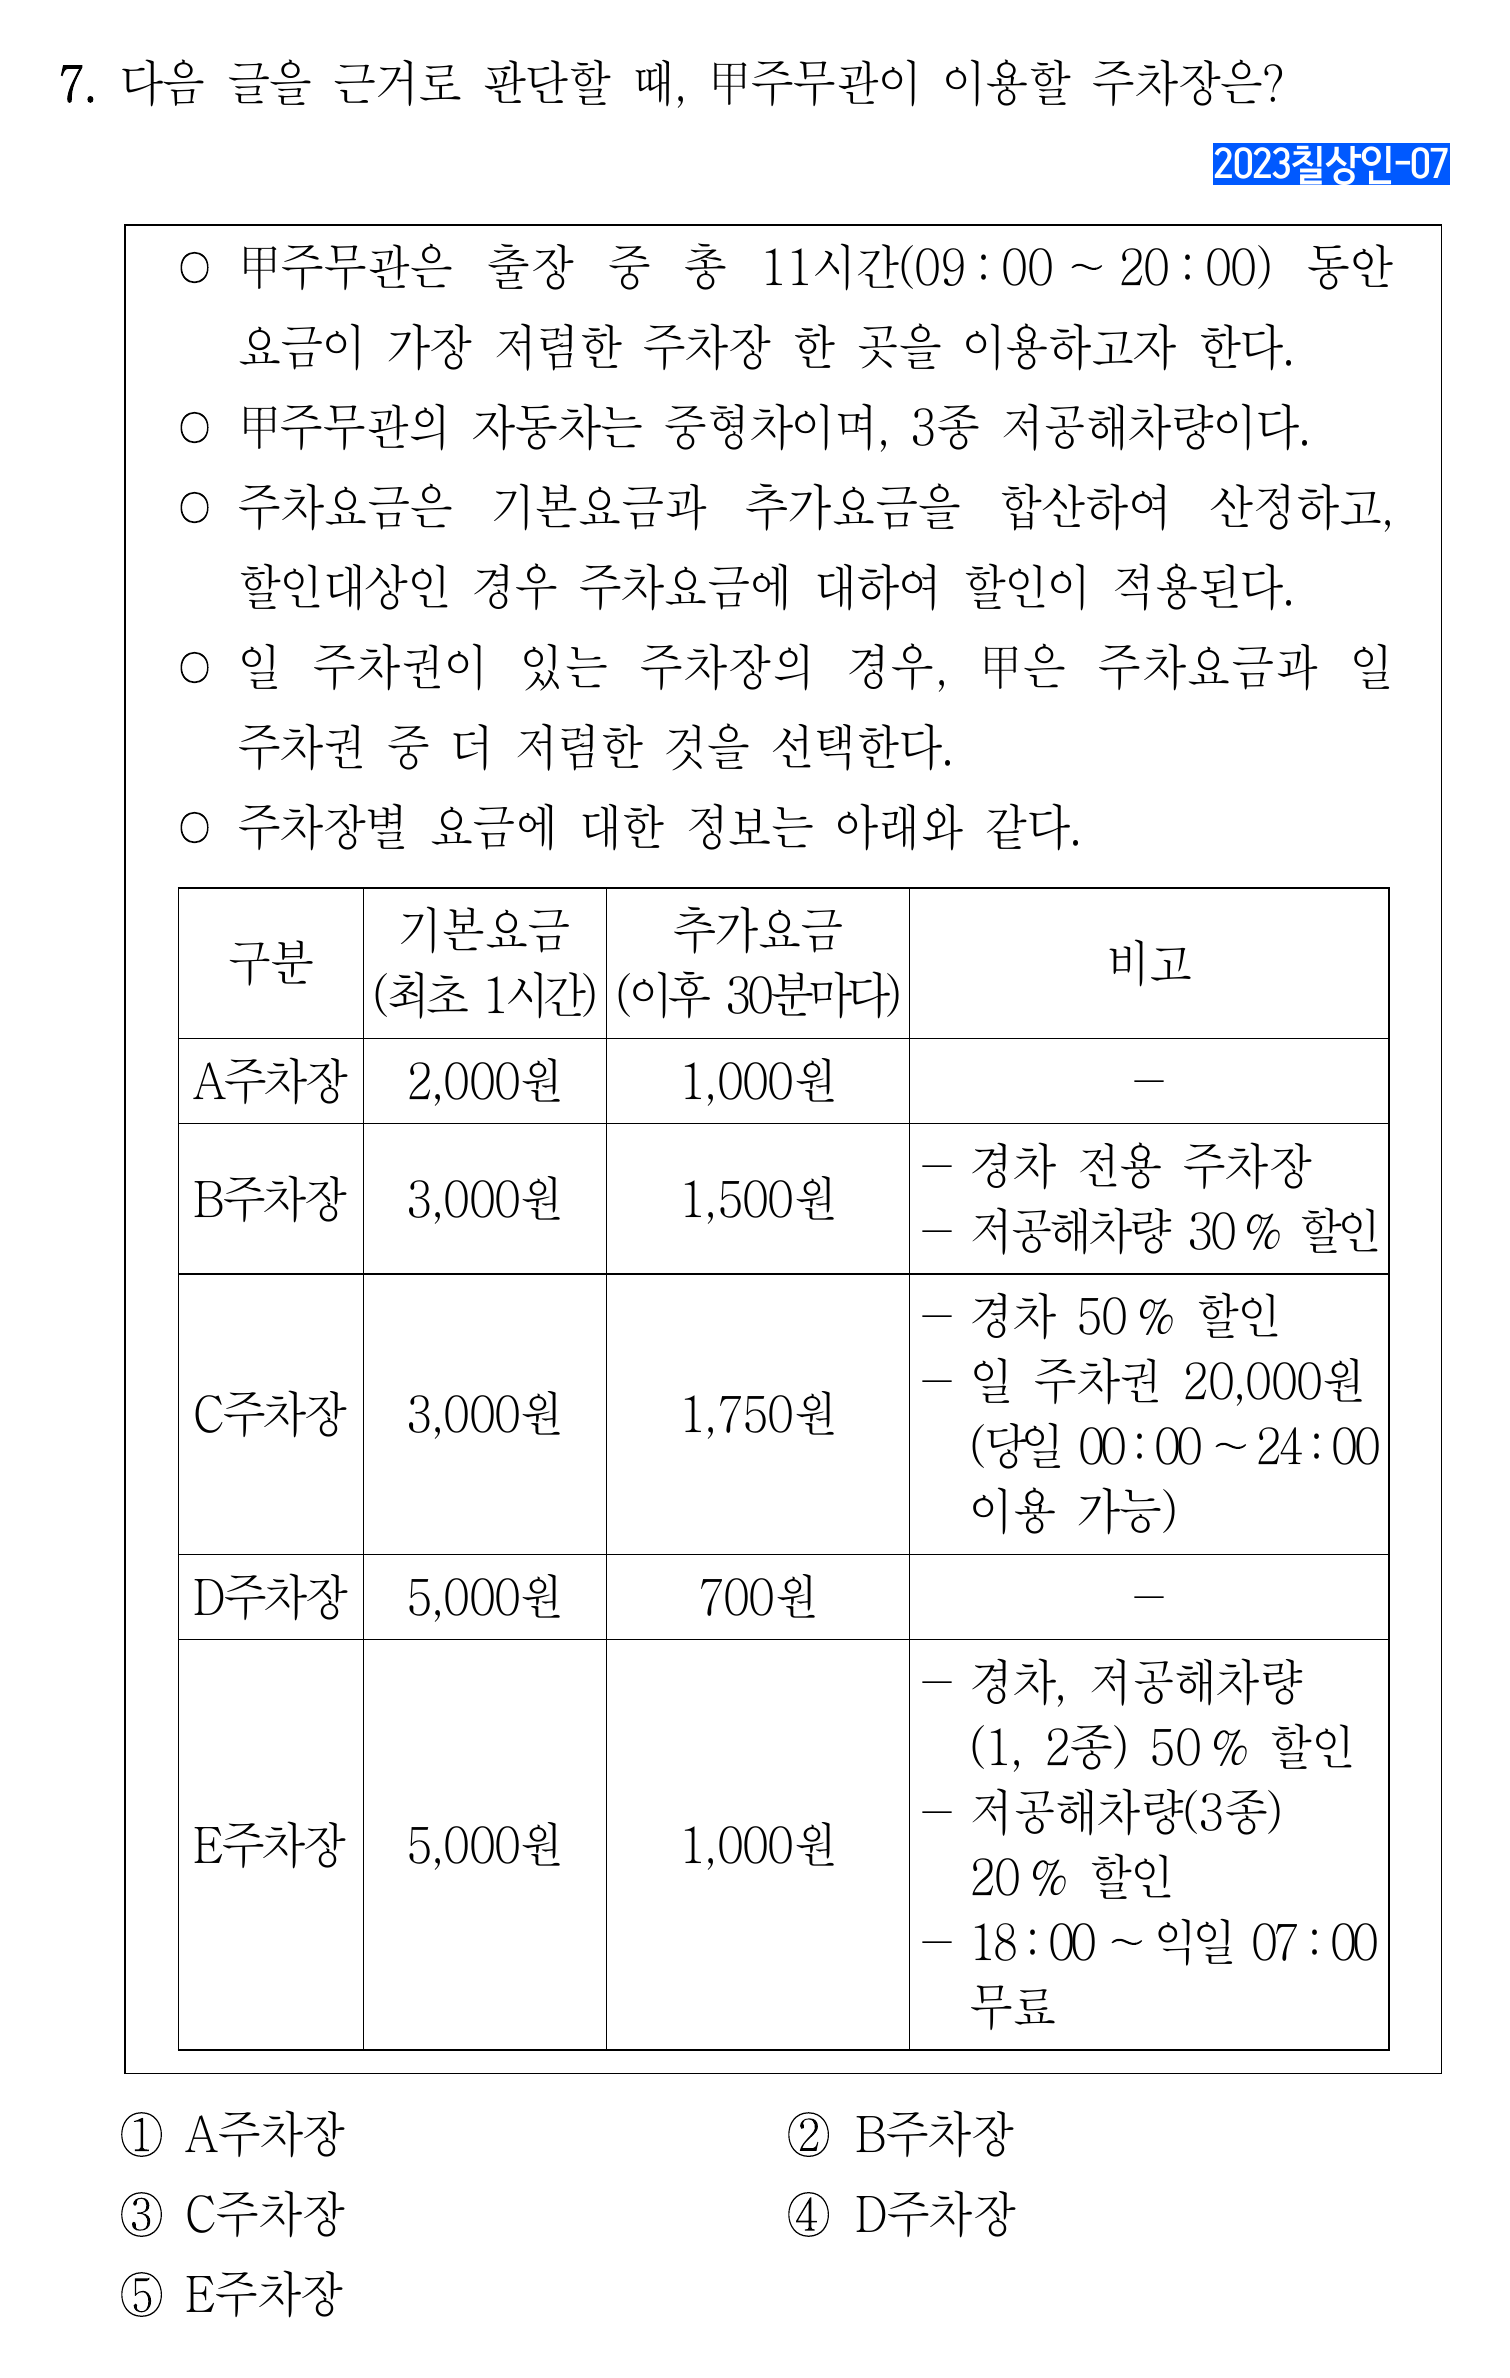 7. 다음 글을 근거로 판단할 때, 甲주무관이 이용할 주차장은?
2023칠상인-07
○ 甲주무관은 출장 중 총 11시간(09:00 ~ 20:00) 동안
요금이 가장 저렴한 주차장 한 곳을 이용하고자 한다.
○ 甲주무관의 자동차는 중형차이며, 3종 저공해차량이다.
○ 주차요금은 기본요금과 추가요금을 합산하여 산정하고,
할인대상인 경우 주차요금에 대하여 할인이 적용된다.
○ 일 주차권이 있는 주차장의 경우, 甲은 주차요금과 일
주차권 중 더 저렴한 것을 선택한다.
○ 주차장별 요금에 대한 정보는 아래와 같다.
구분 기본요금 (최초 1시간) 추가요금 (이후 30분마다) 비고
A주차장 2,000원 1,000원 －
B주차장 3,000원 1,500원 － 경차 전용 주차장
－ 저공해차량 30% 할인
C주차장 3,000원 1,750원 － 경차 50% 할인
－ 일 주차권 20,000원
(당일 00:00 ~ 24:00
이용 가능)
D주차장 5,000원 700원 －
E주차장 5,000원 1,000원 － 경차, 저공해차량
(1, 2종) 50% 할인
－ 저공해차량(3종)
20% 할인
－ 18:00 ~ 익일 07:00
무료
① A주차장 ② B주차장
③ C주차장 ④ D주차장
⑤ E주차장